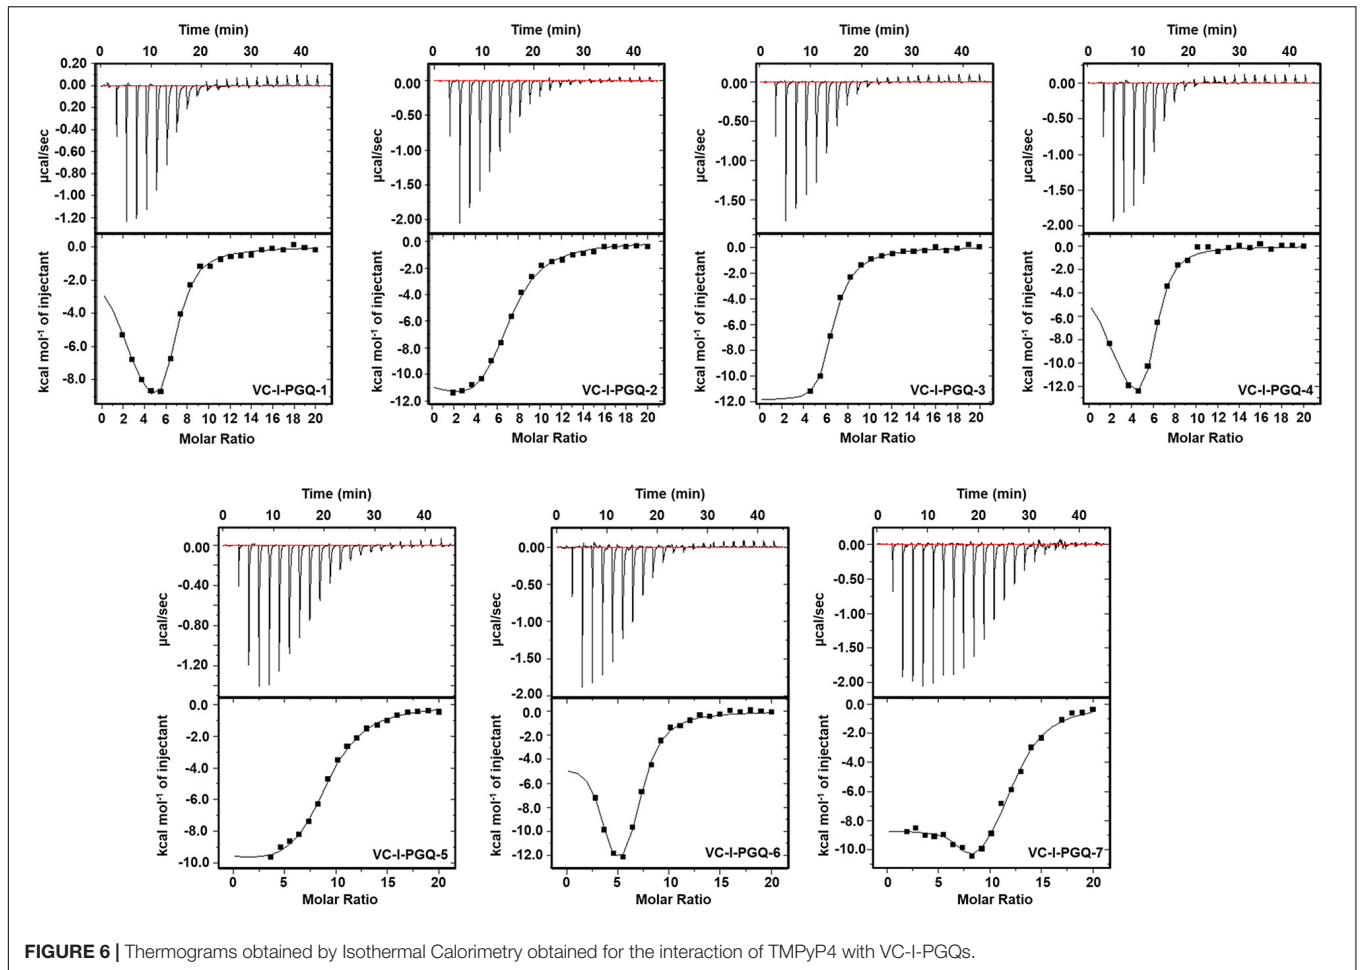 Time (min) Time (min) Time (min) Time (min)
0 10 20 30 40 0 10 20 30 40 0 10 20 30 40 0 10 20 30 40
µcal/sec
0.20
0.00
0.20
-0.40
-0.60
-0.80
-1.00
-1.20
µcal/sec
0.00
-0.50
-1.00
-1.50
-2.00
µcal/sec
0.00
-0.50
-1.00
-1.50
µcal/sec
0.00
-0.50
-1.00
-1.50
-2.00
kcal mol⁻¹ of injectant
0.0
-2.0
-4.0
-6.0
-8.0
VC-I-PGQ-1
0 2 4 6 8 10 12 14 16 18 20
Molar Ratio
kcal mol⁻¹ of injectant
0.0
-2.0
-4.0
-6.0
-8.0
-10.0
-12.0
VC-I-PGQ-2
0 2 4 6 8 10 12 14 16 18 20
Molar Ratio
kcal mol⁻¹ of injectant
0.0
-2.0
-4.0
-6.0
-8.0
-10.0
-12.0
VC-I-PGQ-3
0 2 4 6 8 10 12 14 16 18 20
Molar Ratio
kcal mol⁻¹ of injectant
0.0
-2.0
-4.0
-6.0
-8.0
-10.0
-12.0
VC-I-PGQ-4
0 2 4 6 8 10 12 14 16 18 20
Molar Ratio
Time (min) Time (min) Time (min)
0 10 20 30 40 0 10 20 30 40 0 10 20 30 40
µcal/sec
0.00
-0.40
-0.80
-1.20
µcal/sec
0.00
-0.50
-1.00
-1.50
-2.00
µcal/sec
0.00
-0.50
-1.00
-1.50
-2.00
kcal mol⁻¹ of injectant
0.0
-2.0
-4.0
-6.0
-8.0
-10.0
VC-I-PGQ-5
0 5 10 15 20
Molar Ratio
kcal mol⁻¹ of injectant
0.0
-2.0
-4.0
-6.0
-8.0
-10.0
-12.0
VC-I-PGQ-6
0 5 10 15 20
Molar Ratio
kcal mol⁻¹ of injectant
0.0
-2.0
-4.0
-6.0
-8.0
-10.0
VC-I-PGQ-7
0 5 10 15 20
Molar Ratio
FIGURE 6 | Thermograms obtained by Isothermal Calorimetry obtained for the interaction of TMPyP4 with VC-I-PGQs.